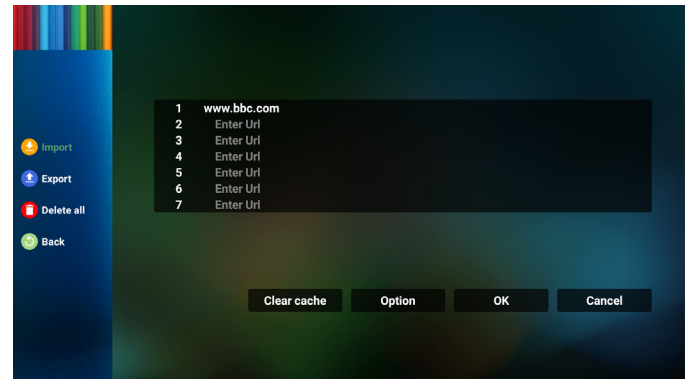 Import
Export
Delete all
Back
1 www.bbc.com
2 Enter Url
3 Enter Url
4 Enter Url
5 Enter Url
6 Enter Url
7 Enter Url
Clear cache Option OK Cancel